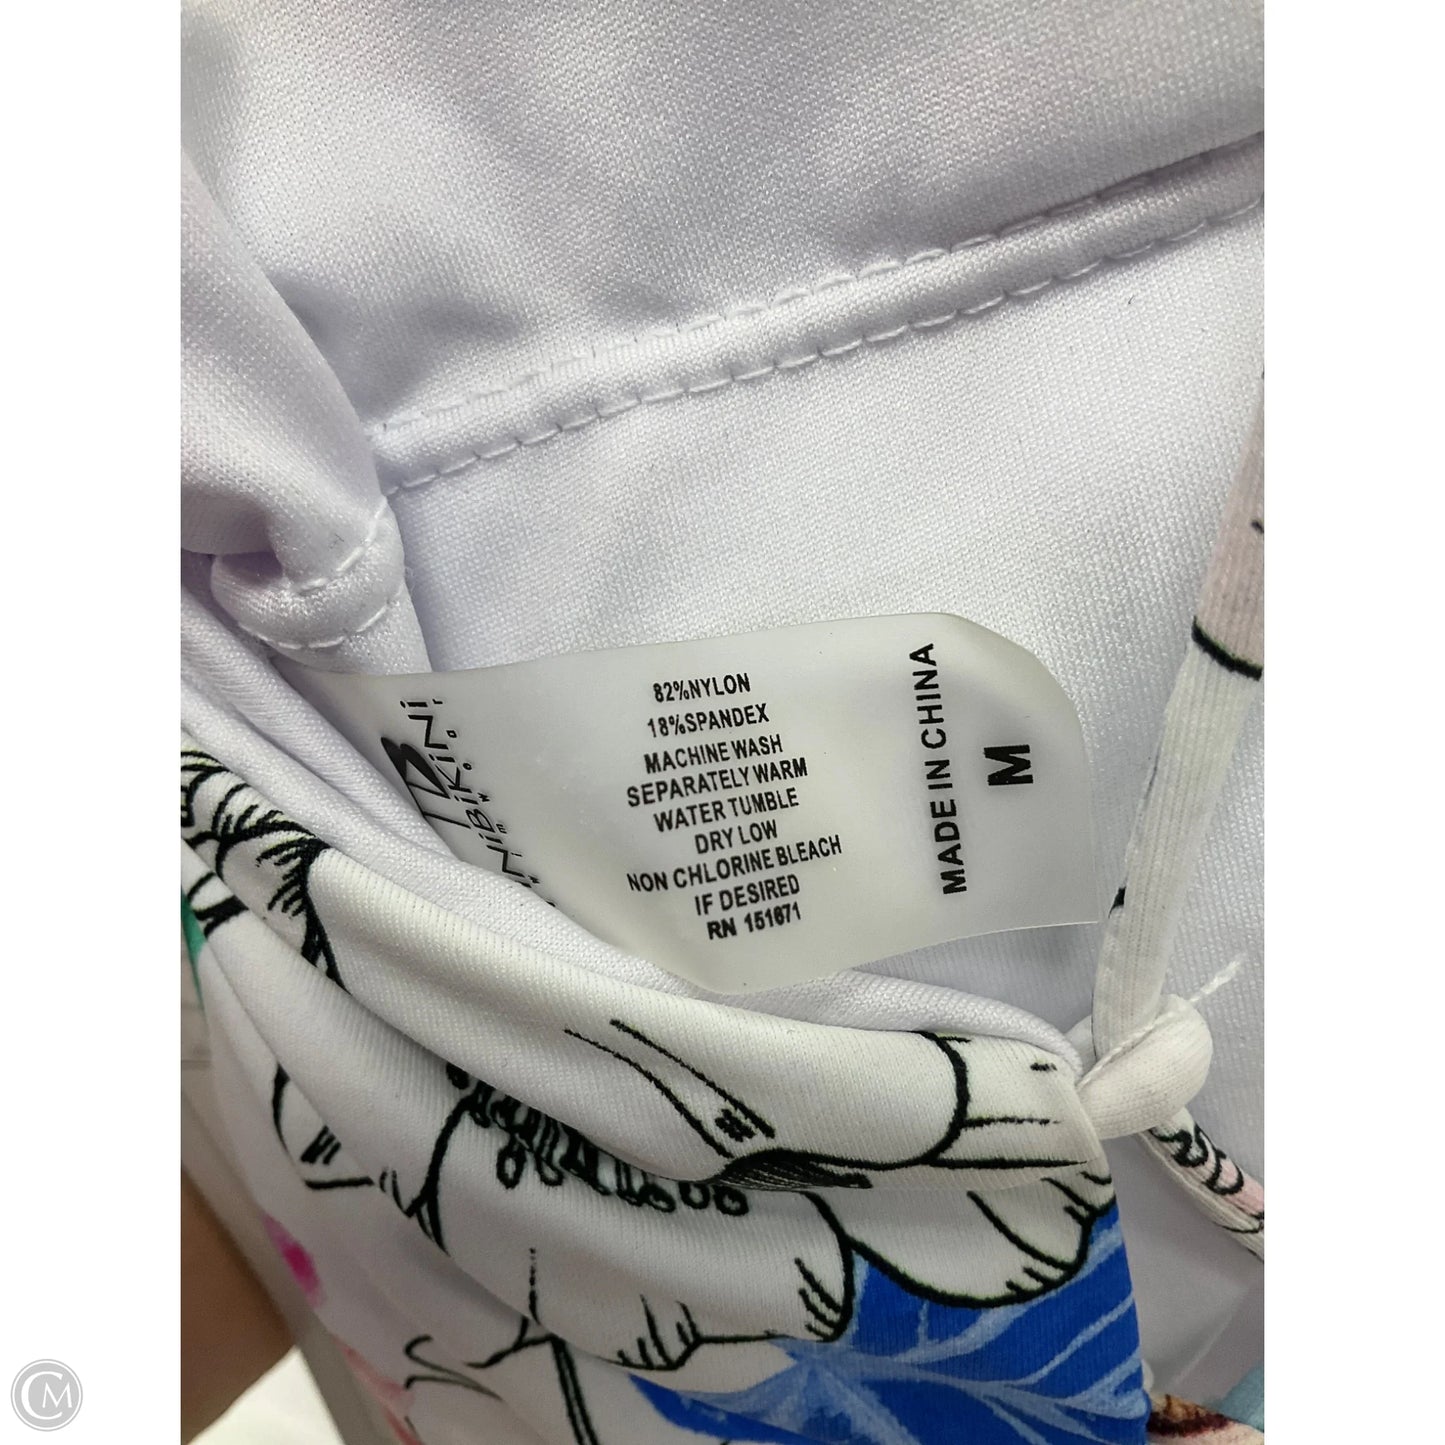 82%NYLON
18%SPANDEX
MACHINE WASH
SEPARATELY WARM
WATER TUMBLE
DRY LOW
NON CHLORINE BLEACH
IF DESIRED
RN 151671
MADE IN CHINA
M
CM